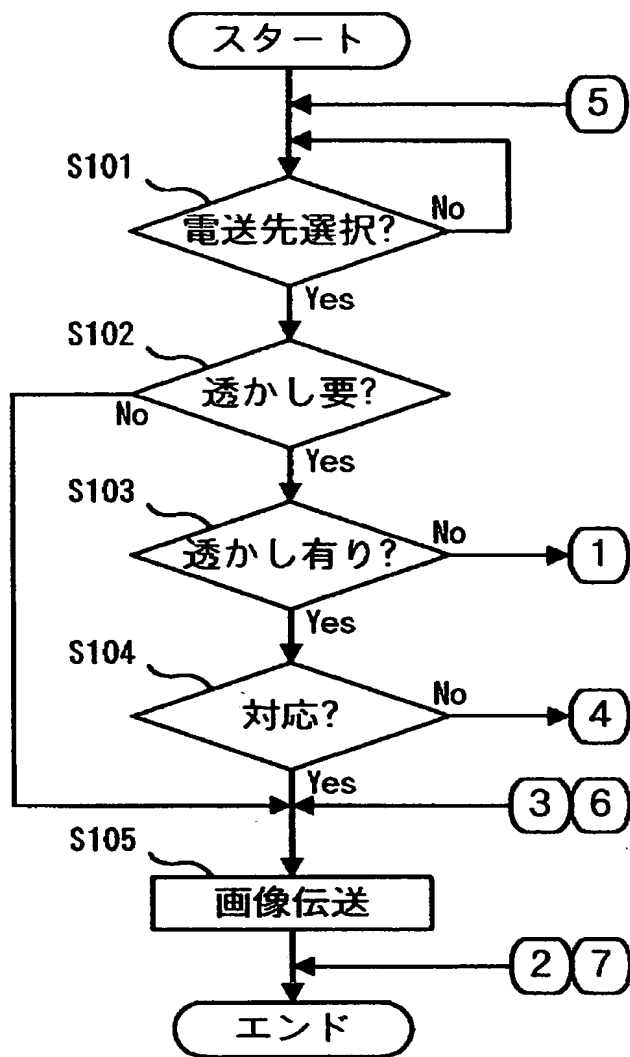 スタート
5
S101
電送先選択?
No
Yes
S102
透かし要?
No
Yes
S103
透かし有り?
No
1
Yes
S104
対応?
No
4
Yes
3 6
S105
画像伝送
2 7
エンド